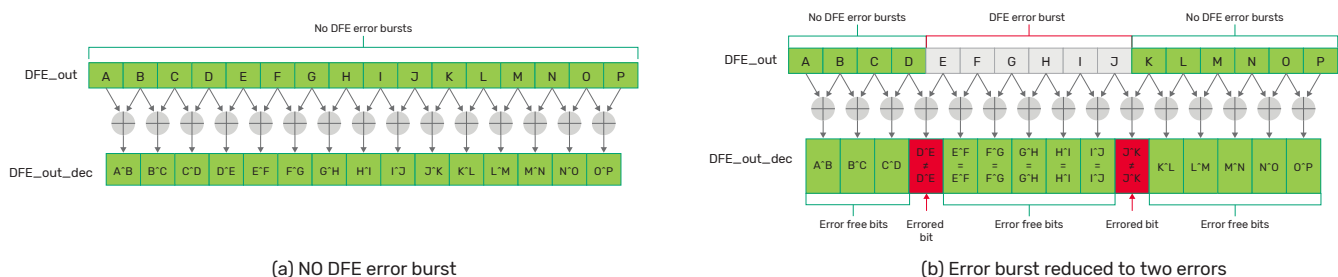 No DFE error bursts
DFE_out
A B C D E F G H I J K L M N O P
DFE_out_dec
A^B B^C C^D D^E E^F F^G G^H H^I I^J J^K K^L L^M M^N N^O O^P
(a) NO DFE error burst
No DFE error bursts DFE error burst No DFE error bursts
DFE_out
A B C D E F G H I J K L M N O P
DFE_out_dec
A^B B^C C^D D^E ≠ D^E E^F = E^F F^G = F^G G^H = G^H H^I = H^I I^J = I^J J^K ≠ J^K K^L L^M M^N N^O O^P
Error free bits Errored bit Error free bits Errored bit Error free bits
(b) Error burst reduced to two errors